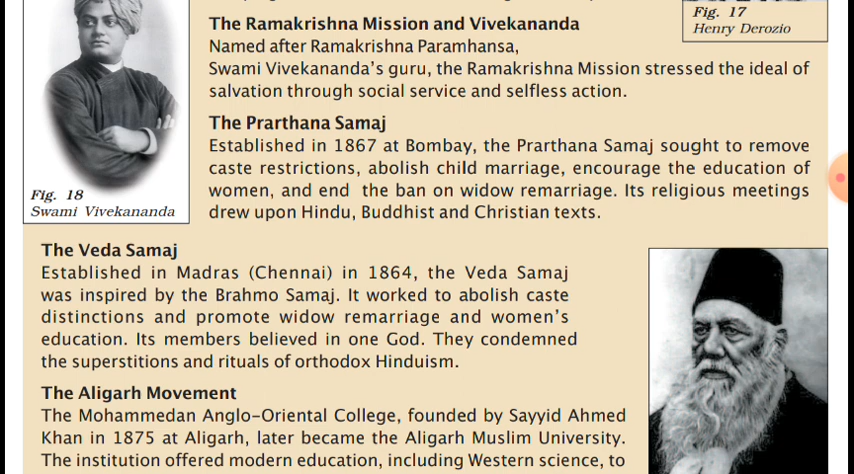 The Ramakrishna Mission and Vivekananda
Named after Ramakrishna Paramhansa,
Swami Vivekananda's guru, the Ramakrishna Mission stressed the ideal of
salvation through social service and selfless action.
Fig. 17
Henry Derozio
The Prarthana Samaj
Established in 1867 at Bombay, the Prarthana Samaj sought to remove
caste restrictions, abolish child marriage, encourage the education of
women, and end the ban on widow remarriage. Its religious meetings
drew upon Hindu, Buddhist and Christian texts.
Fig. 18
Swami Vivekananda
The Veda Samaj
Established in Madras (Chennai) in 1864, the Veda Samaj
was inspired by the Brahmo Samaj. It worked to abolish caste
distinctions and promote widow remarriage and women's
education. Its members believed in one God. They condemned
the superstitions and rituals of orthodox Hinduism.
The Aligarh Movement
The Mohammedan Anglo-Oriental College, founded by Sayyid Ahmed
Khan in 1875 at Aligarh, later became the Aligarh Muslim University.
The institution offered modern education, including Western science, to